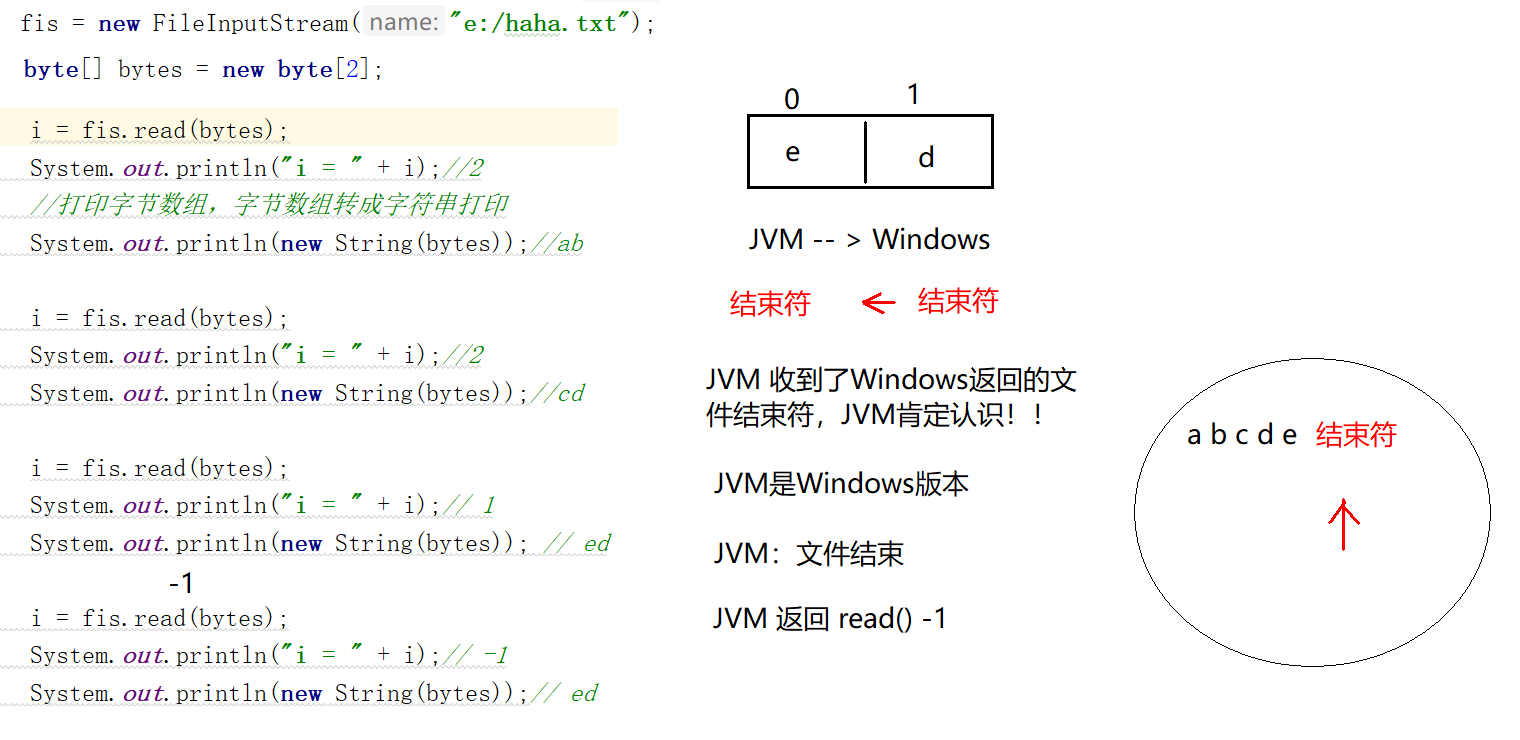 fis = new FileInputStream( name: "e:/haha.txt");
byte[] bytes = new byte[2];
i = fis.read(bytes);
System.out.println("i = " + i);//2
//打印字节数组，字节数组转成字符串打印
System.out.println(new String(bytes));//ab
i = fis.read(bytes);
System.out.println("i = " + i);//2
System.out.println(new String(bytes));//cd
i = fis.read(bytes);
System.out.println("i = " + i);// 1
System.out.println(new String(bytes)); // ed
-1
i = fis.read(bytes);
System.out.println("i = " + i);// -1
System.out.println(new String(bytes));// ed
0 1
e d
JVM -- > Windows
结束符 ← 结束符
JVM 收到了Windows返回的文
件结束符，JVM肯定认识！！
JVM是Windows版本
JVM：文件结束
JVM 返回 read() -1
a b c d e 结束符